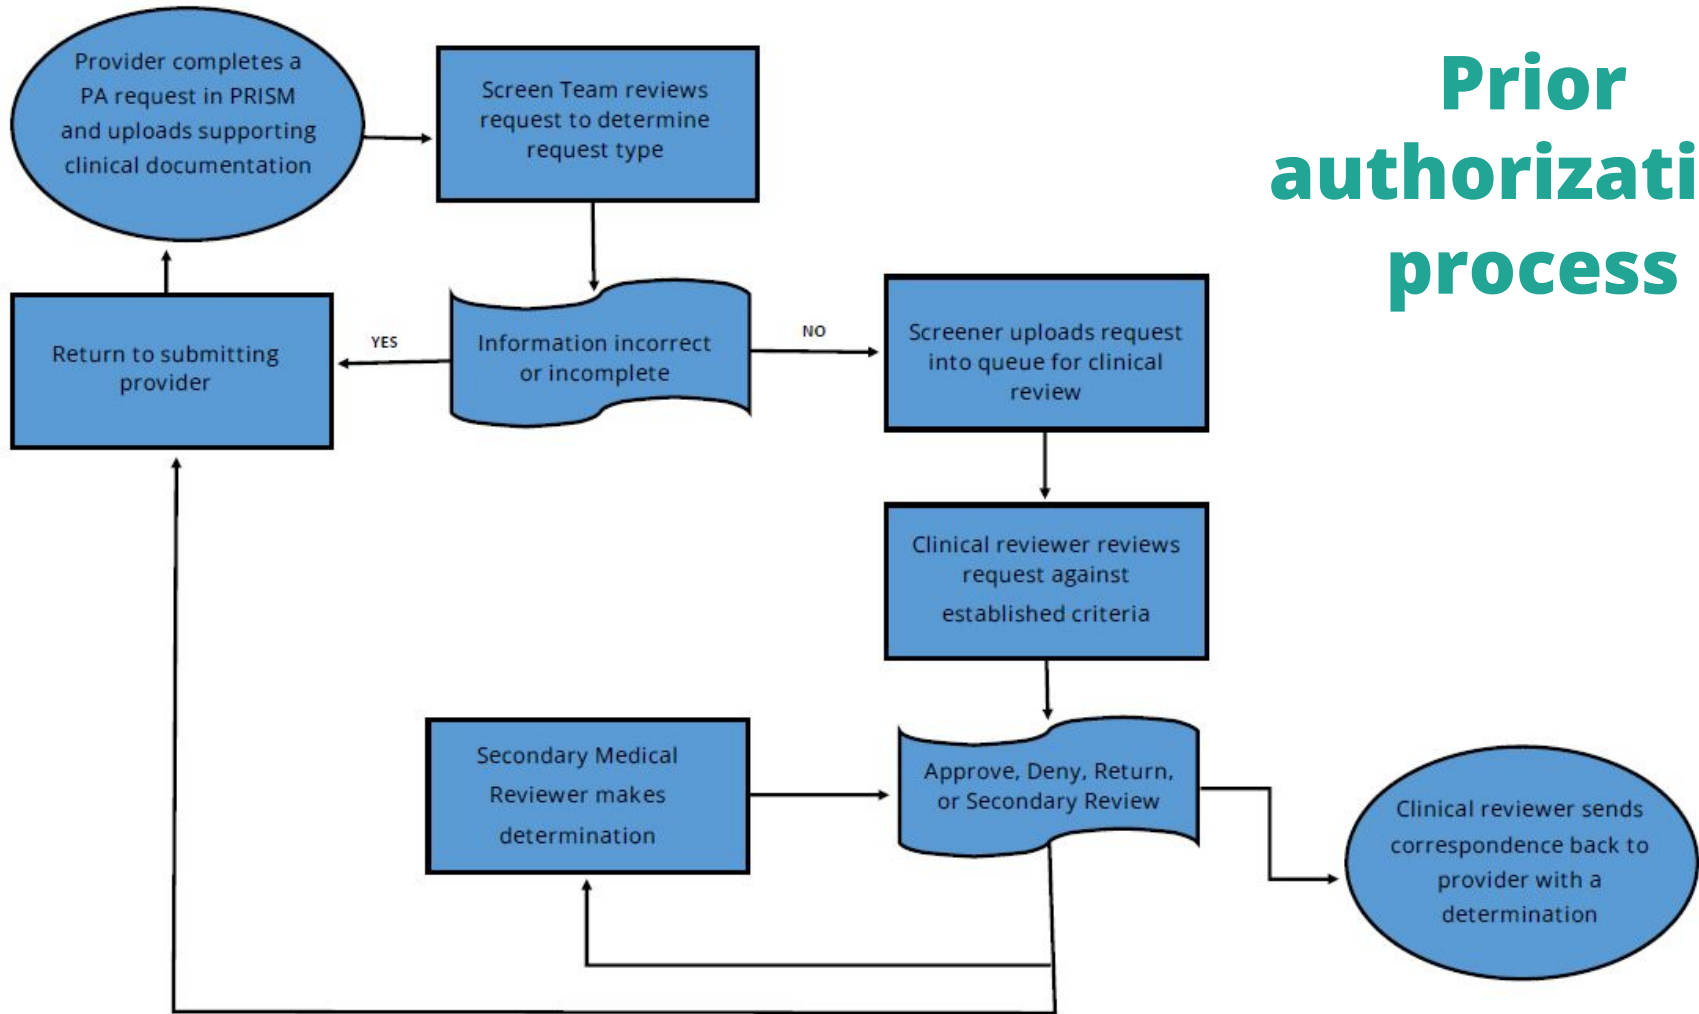 Prior
authorizati
process
Provider completes a
PA request in PRISM
and uploads supporting
clinical documentation
Screen Team reviews
request to determine
request type
Information incorrect
or incomplete
YES
NO
Return to submitting
provider
Screener uploads request
into queue for clinical
review
Clinical reviewer reviews
request against
established criteria
Approve, Deny, Return,
or Secondary Review
Secondary Medical
Reviewer makes
determination
Clinical reviewer sends
correspondence back to
provider with a
determination